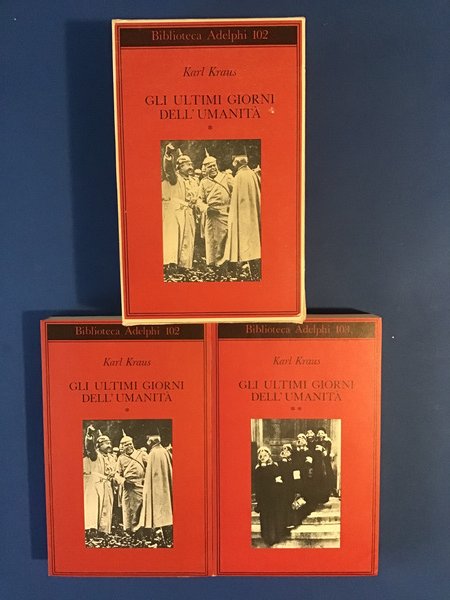 Biblioteca Adelphi 102
Karl Kraus
GLI ULTIMI GIORNI
DELL'UMANITÀ
*
Biblioteca Adelphi 102
Karl Kraus
GLI ULTIMI GIORNI
DELL'UMANITÀ
*
Biblioteca Adelphi 103
Karl Kraus
GLI ULTIMI GIORNI
DELL'UMANITÀ
**